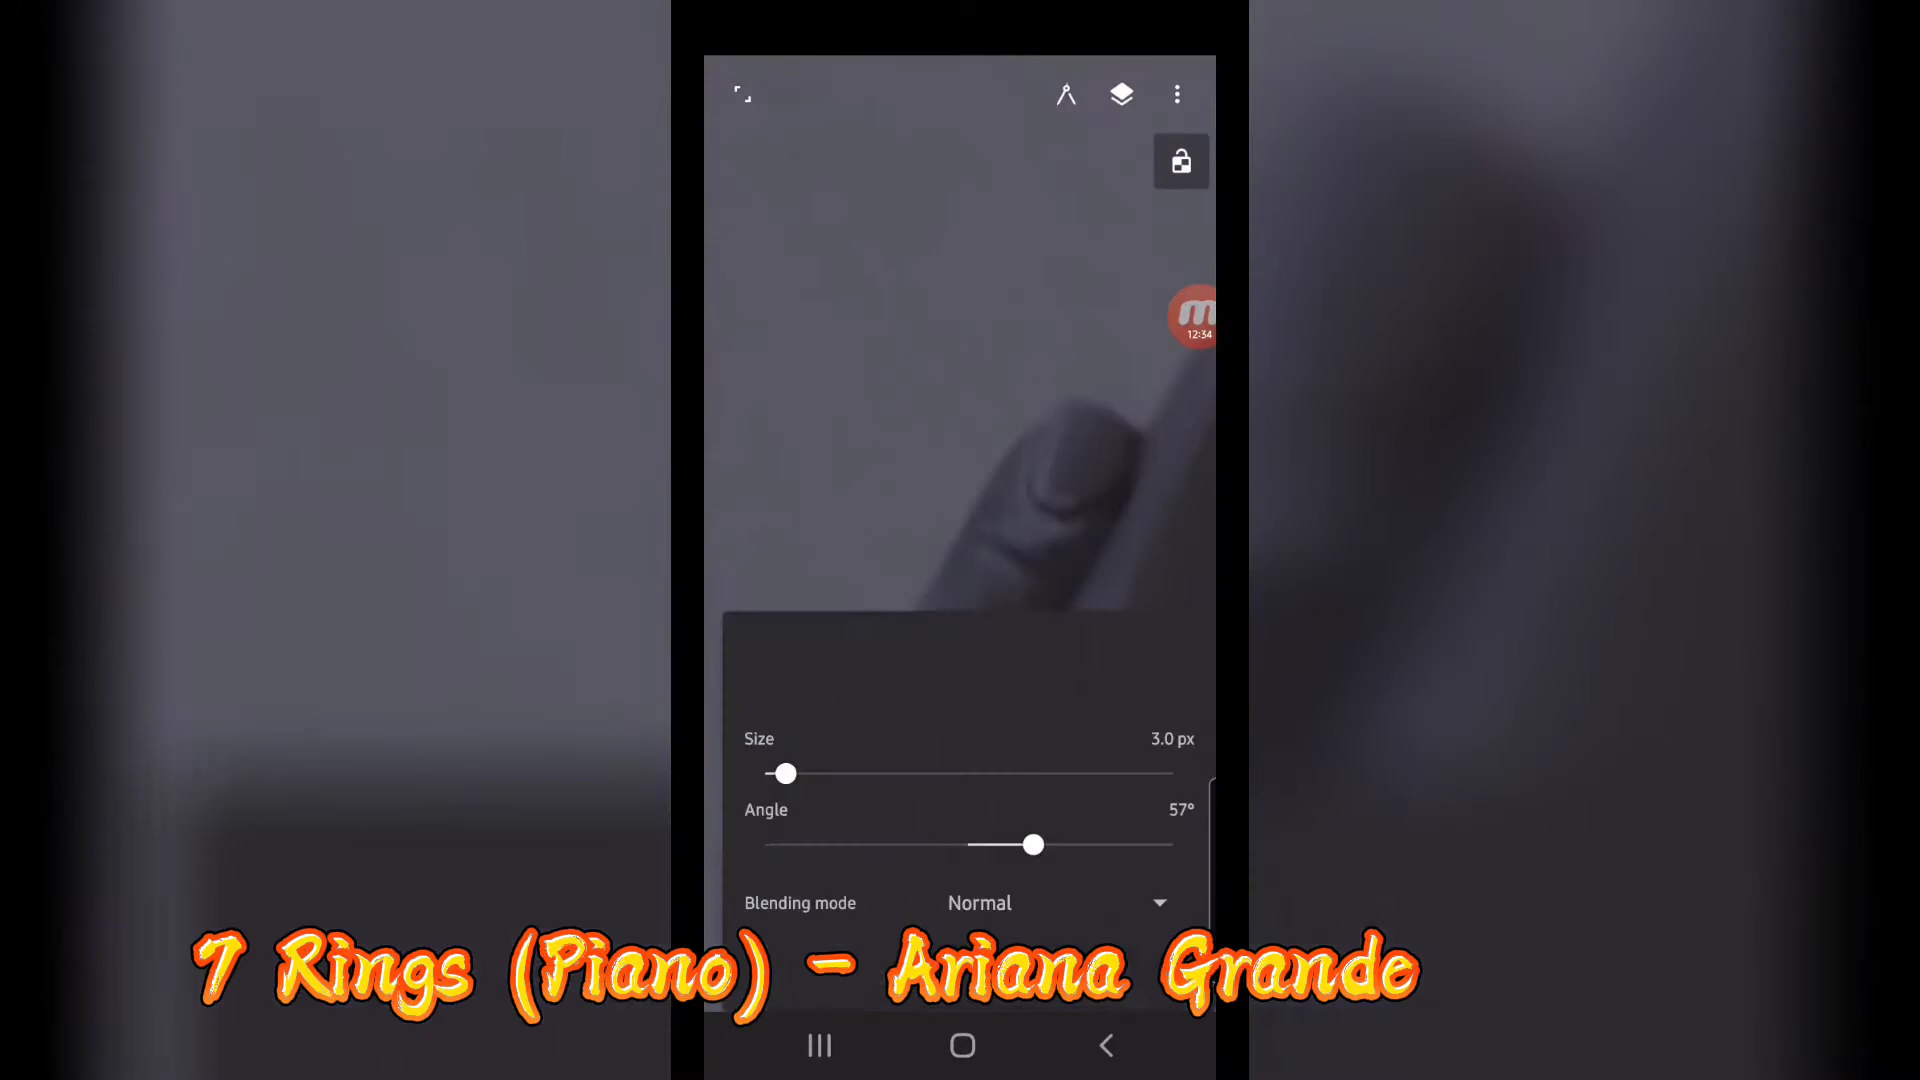 m
12:34
Size 3.0 px
Angle 57°
Blending mode Normal
7 Rings (Piano) - Ariana Grande